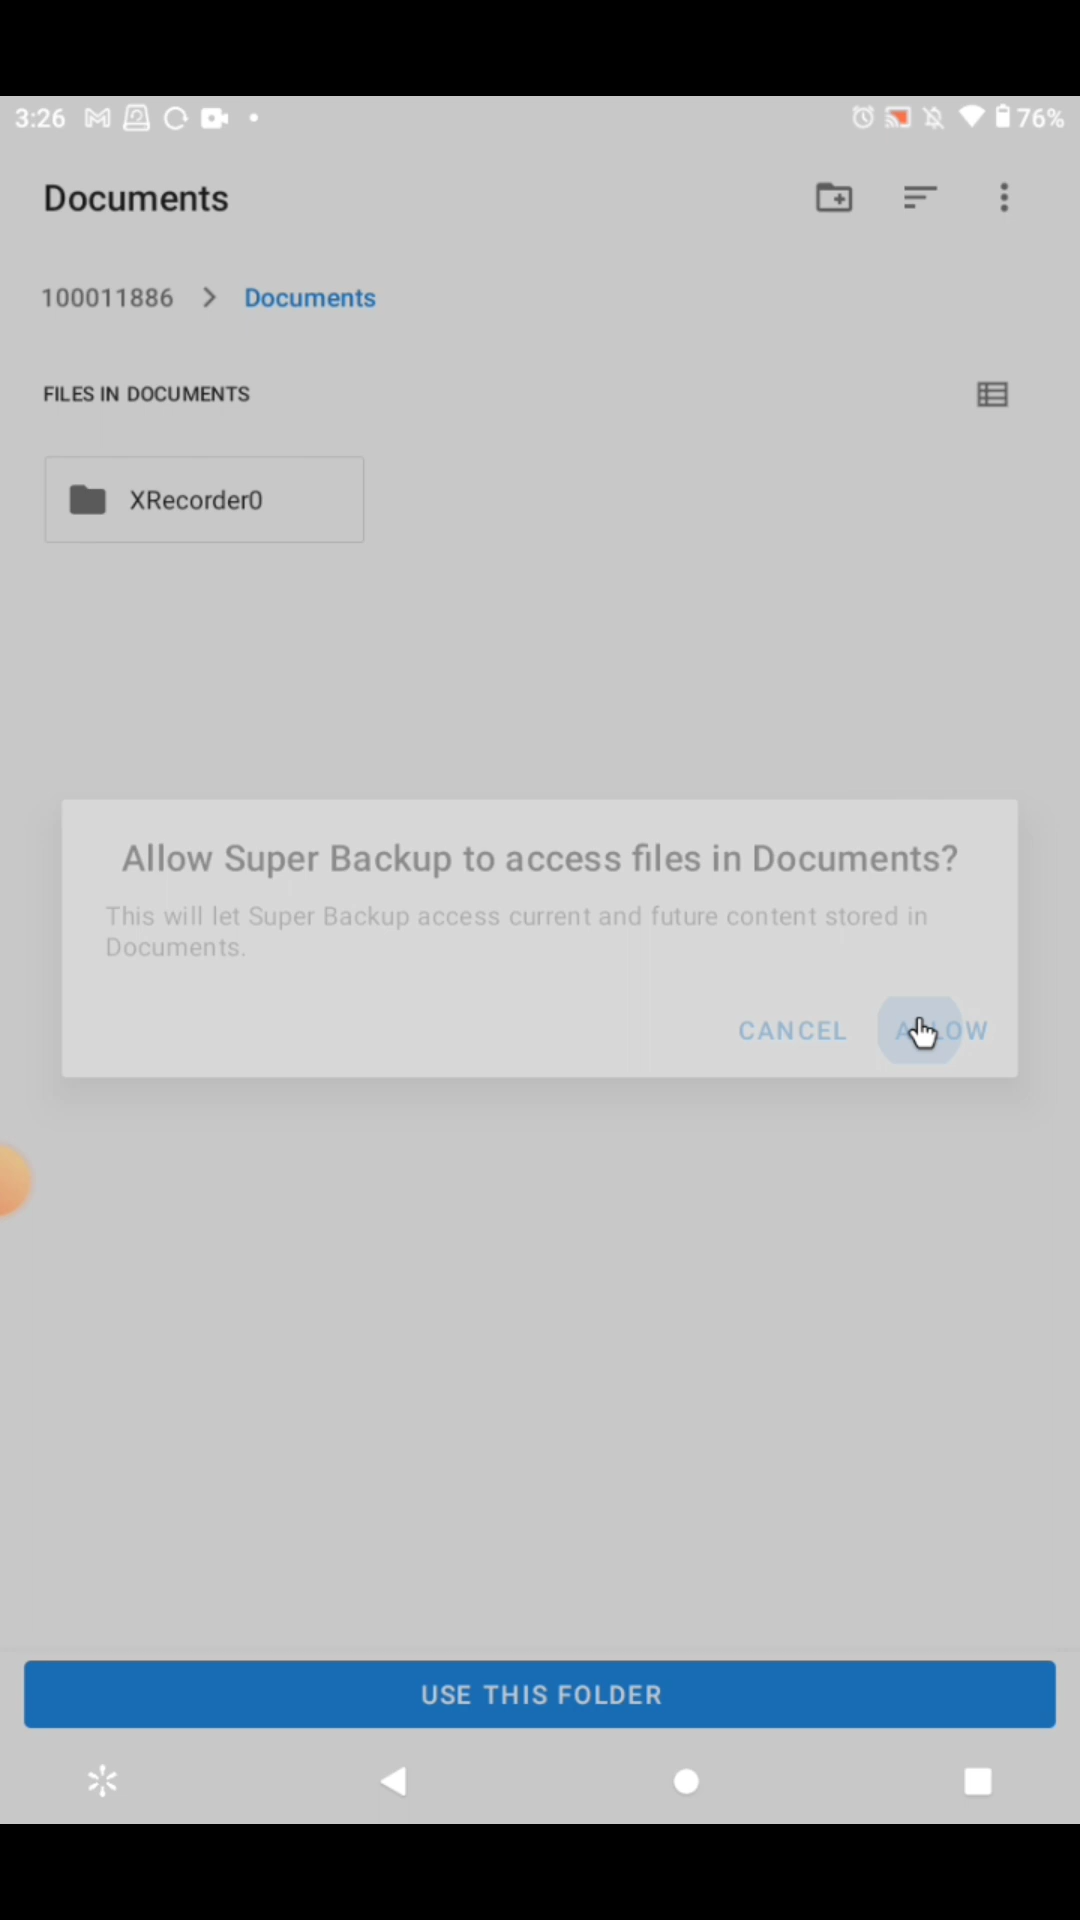 3:26
76%
Documents
100011886 > Documents
FILES IN DOCUMENTS
XRecorder0
Allow Super Backup to access files in Documents?
This will let Super Backup access current and future content stored in
Documents.
CANCEL ALLOW
USE THIS FOLDER